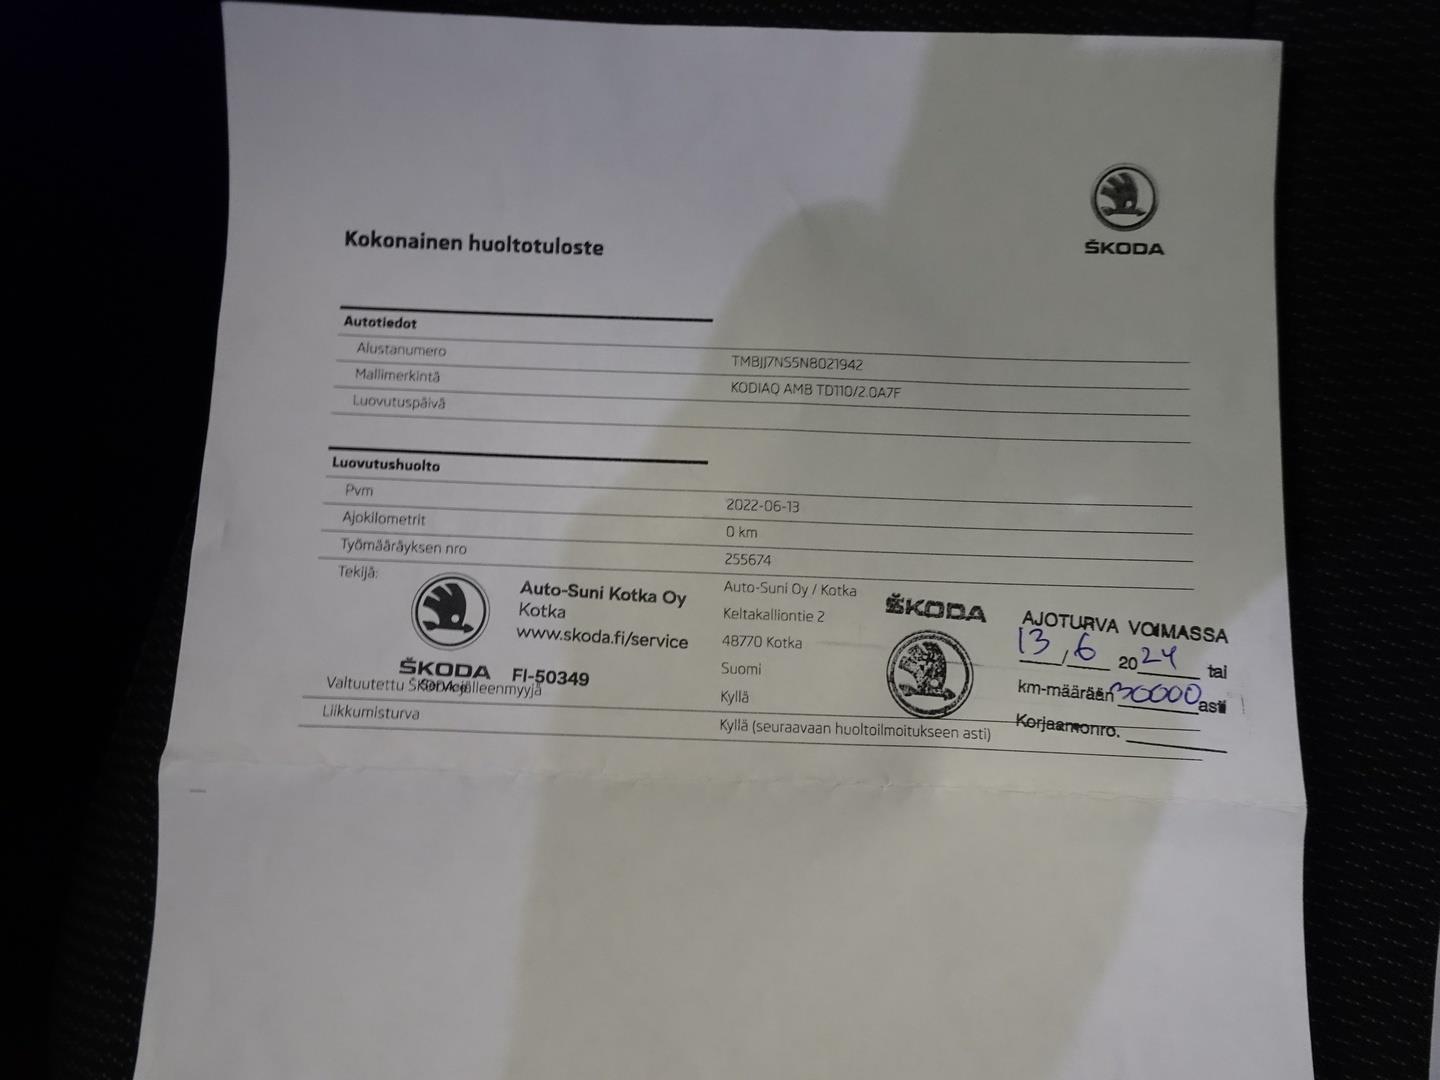 ŠKODA
Kokonainen huoltotuloste
Autotiedot
Alustanumero TMBJJ7NS5N8021942
Mallimerkintä KODIAQ AMB TD110/2.0A7F
Luovutuspäivä
Luovutushuolto
Pvm 2022-06-13
Ajokilometrit 0 km
Työmääräyksen nro 255674
Tekijä: Auto-Suni Oy / Kotka
Keltakalliontie 2
48770 Kotka
Suomi
Auto-Suni Kotka Oy
Kotka
www.skoda.fi/service
ŠKODA FI-50349
Service
Valtuutettu ŠKODA-jälleenmyyjä Kyllä
Liikkumisturva Kyllä (seuraavaan huoltoilmoitukseen asti)
ŠKODA
AJOTURVA VOIMASSA
13/6 2024 tai
km-määrään 30000 asti
Korjaamonro.